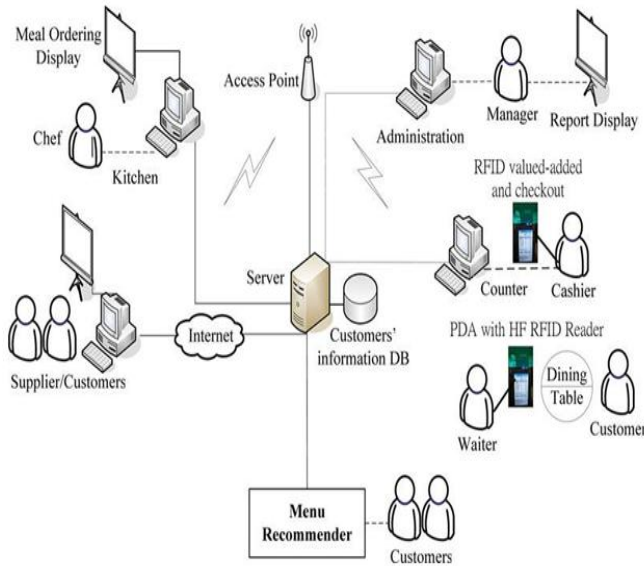 Meal Ordering
Display
Chef
Kitchen
Access Point
Administration
Manager
Report Display
RFID valued-added
and checkout
Counter
Cashier
Server
Customers'
information DB
Internet
Supplier/Customers
PDA with HF RFID Reader
Waiter
Dining
Table
Customer
Menu
Recommender
Customers